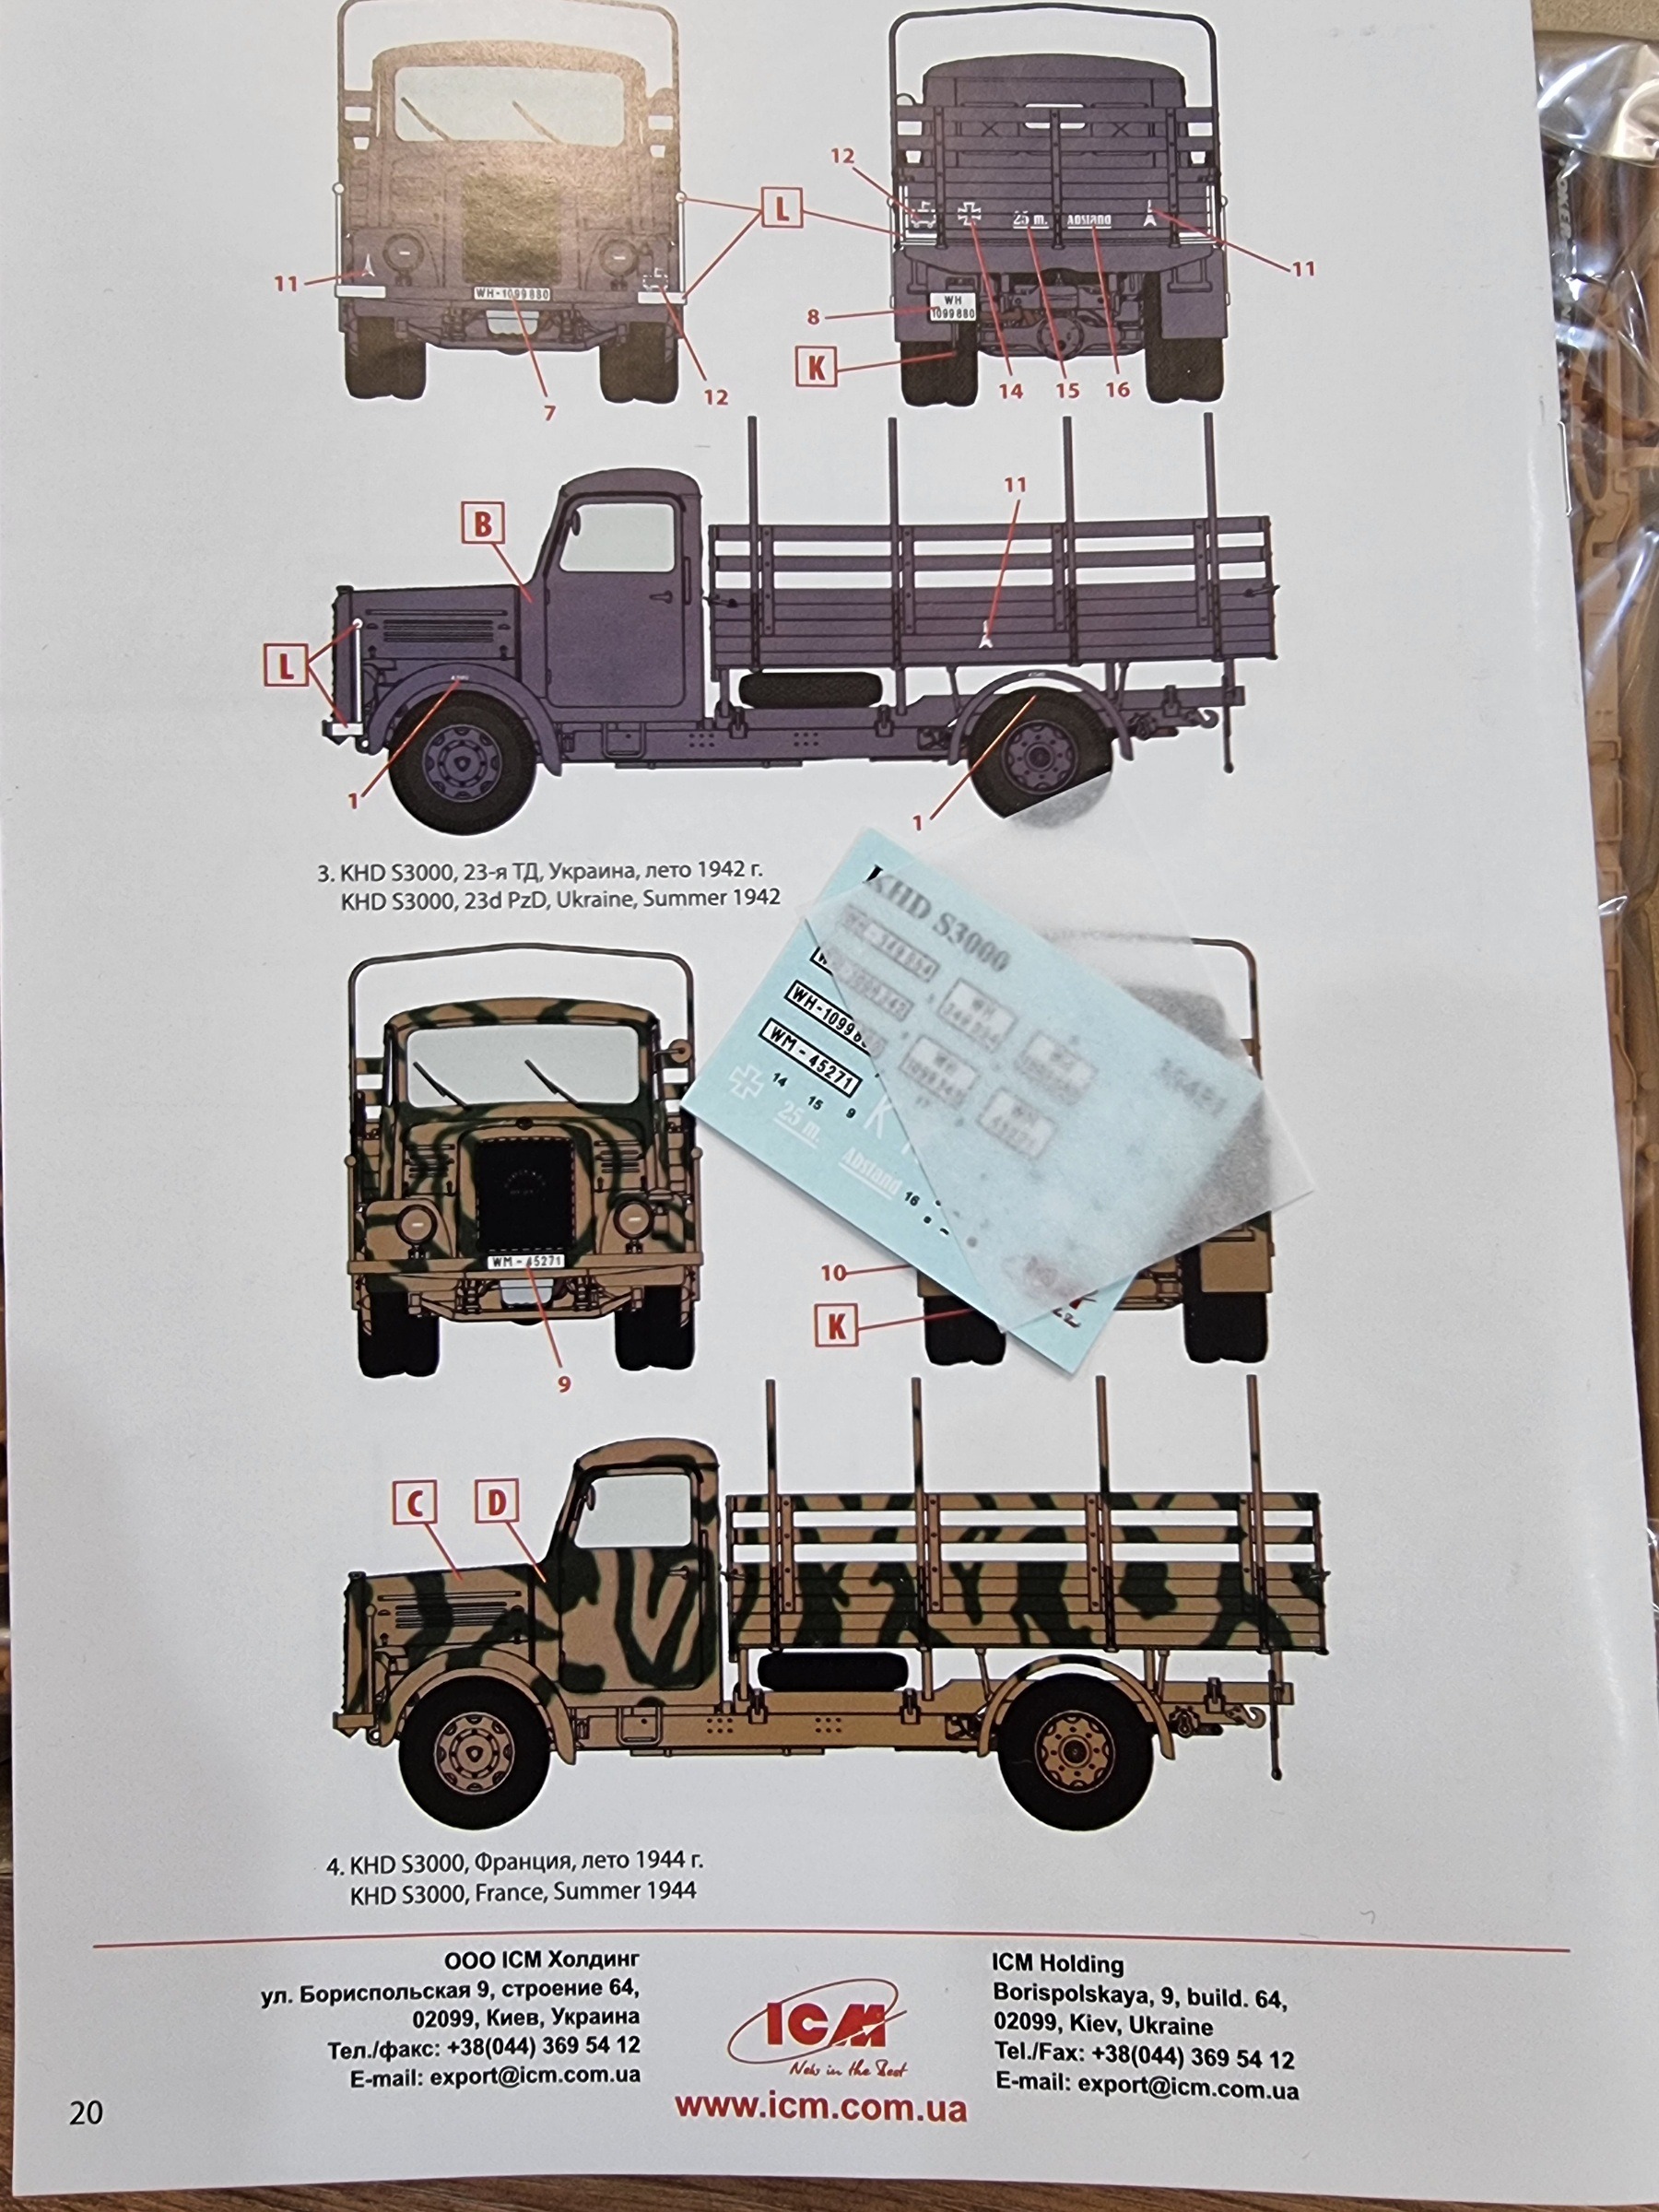 12
L
25 m.
Abstand
11
11
WH-1099880
8
WH
1099880
K
14
15
16
12
7
11
B
L
1
1
3. KHD S3000, 23-я ТД, Украина, лето 1942 г.
KHD S3000, 23d PzD, Ukraine, Summer 1942
KHD S3000
WH-1099
WM-45271
14
15
9
25 m.
Abstand
16
WM-45271
10
K
9
C
D
4. KHD S3000, Франция, лето 1944 г.
KHD S3000, France, Summer 1944
ООО ICM Холдинг
ул. Бориспольская 9, строение 64,
02099, Киев, Украина
Тел./факс: +38(044) 369 54 12
E-mail: export@icm.com.ua
ICM
New in the Best
www.icm.com.ua
ICM Holding
Borispolskaya, 9, build. 64,
02099, Kiev, Ukraine
Tel./Fax: +38(044) 369 54 12
E-mail: export@icm.com.ua
20